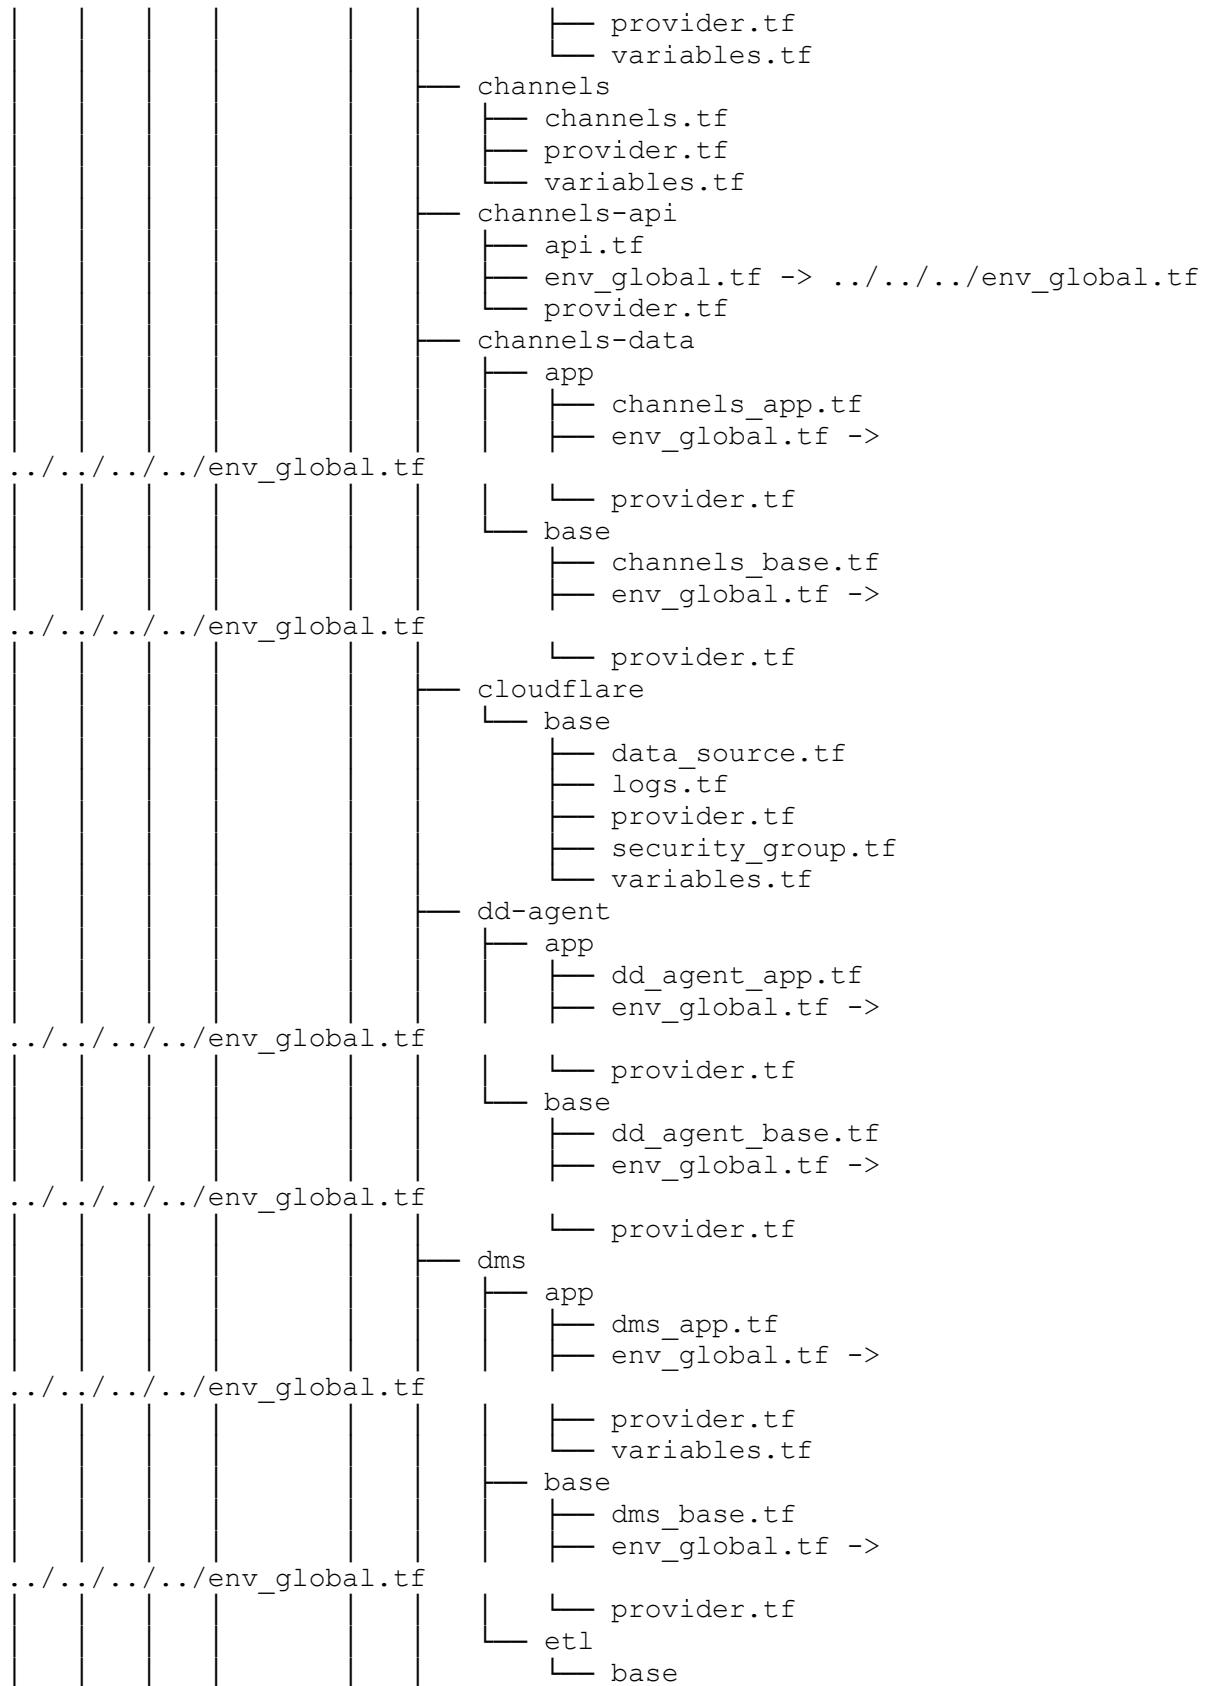 │   │   │   │       │   │       ├── provider.tf
│   │   │   │       │   │       └── variables.tf
│   │   │   │       │   ├── channels
│   │   │   │       │   │   ├── channels.tf
│   │   │   │       │   │   ├── provider.tf
│   │   │   │       │   │   └── variables.tf
│   │   │   │       │   ├── channels-api
│   │   │   │       │   │   ├── api.tf
│   │   │   │       │   │   ├── env_global.tf -> ../../../env_global.tf
│   │   │   │       │   │   └── provider.tf
│   │   │   │       │   ├── channels-data
│   │   │   │       │   │   ├── app
│   │   │   │       │   │   │   ├── channels_app.tf
│   │   │   │       │   │   │   ├── env_global.tf ->
../../../../env_global.tf
│   │   │   │       │   │   │   └── provider.tf
│   │   │   │       │   │   └── base
│   │   │   │       │   │       ├── channels_base.tf
│   │   │   │       │   │       ├── env_global.tf ->
../../../../env_global.tf
│   │   │   │       │   │       └── provider.tf
│   │   │   │       │   ├── cloudflare
│   │   │   │       │   │   └── base
│   │   │   │       │   │       ├── data_source.tf
│   │   │   │       │   │       ├── logs.tf
│   │   │   │       │   │       ├── provider.tf
│   │   │   │       │   │       ├── security_group.tf
│   │   │   │       │   │       └── variables.tf
│   │   │   │       │   ├── dd-agent
│   │   │   │       │   │   ├── app
│   │   │   │       │   │   │   ├── dd_agent_app.tf
│   │   │   │       │   │   │   ├── env_global.tf ->
../../../../env_global.tf
│   │   │   │       │   │   │   └── provider.tf
│   │   │   │       │   │   └── base
│   │   │   │       │   │       ├── dd_agent_base.tf
│   │   │   │       │   │       ├── env_global.tf ->
../../../../env_global.tf
│   │   │   │       │   │       └── provider.tf
│   │   │   │       │   ├── dms
│   │   │   │       │   │   ├── app
│   │   │   │       │   │   │   ├── dms_app.tf
│   │   │   │       │   │   │   ├── env_global.tf ->
../../../../env_global.tf
│   │   │   │       │   │   │   ├── provider.tf
│   │   │   │       │   │   │   └── variables.tf
│   │   │   │       │   │   ├── base
│   │   │   │       │   │   │   ├── dms_base.tf
│   │   │   │       │   │   │   ├── env_global.tf ->
../../../../env_global.tf
│   │   │   │       │   │   │   └── provider.tf
│   │   │   │       │   │   └── etl
│   │   │   │       │   │       └── base